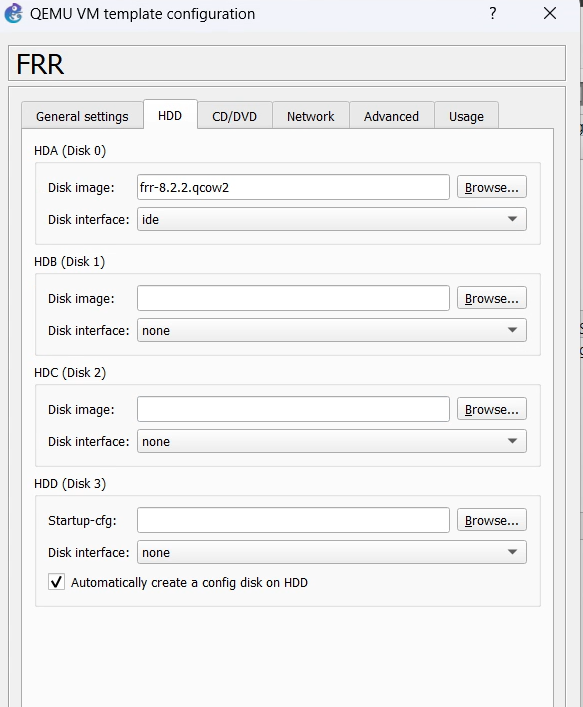 QEMU VM template configuration ?
FRR
General settings HDD CD/DVD Network Advanced Usage
HDA (Disk 0)
Disk image: frr-8.2.2.qcow2 Browse...
Disk interface: ide
HDB (Disk 1)
Disk image: Browse...
Disk interface: none
HDC (Disk 2)
Disk image: Browse...
Disk interface: none
HDD (Disk 3)
Startup-cfg: Browse...
Disk interface: none
Automatically create a config disk on HDD